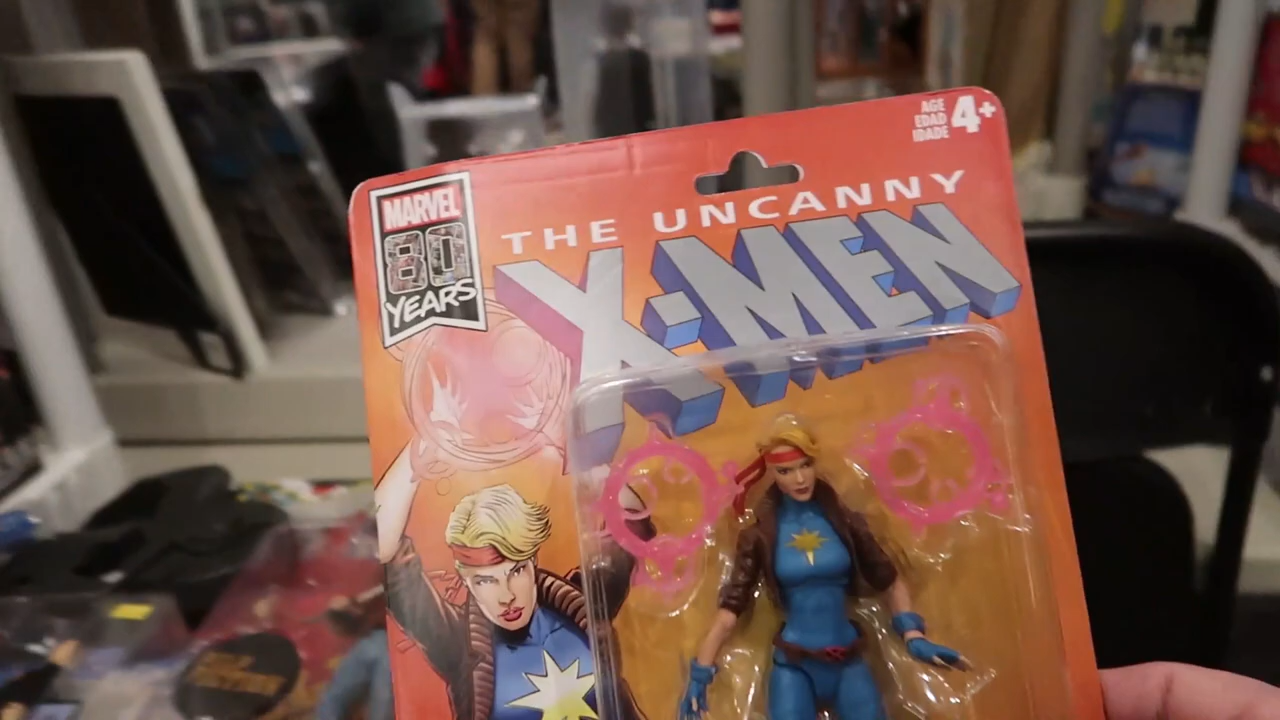 AGE
EDAD
IDADE
4+
MARVEL
80
YEARS
THE UNCANNY
X-MEN